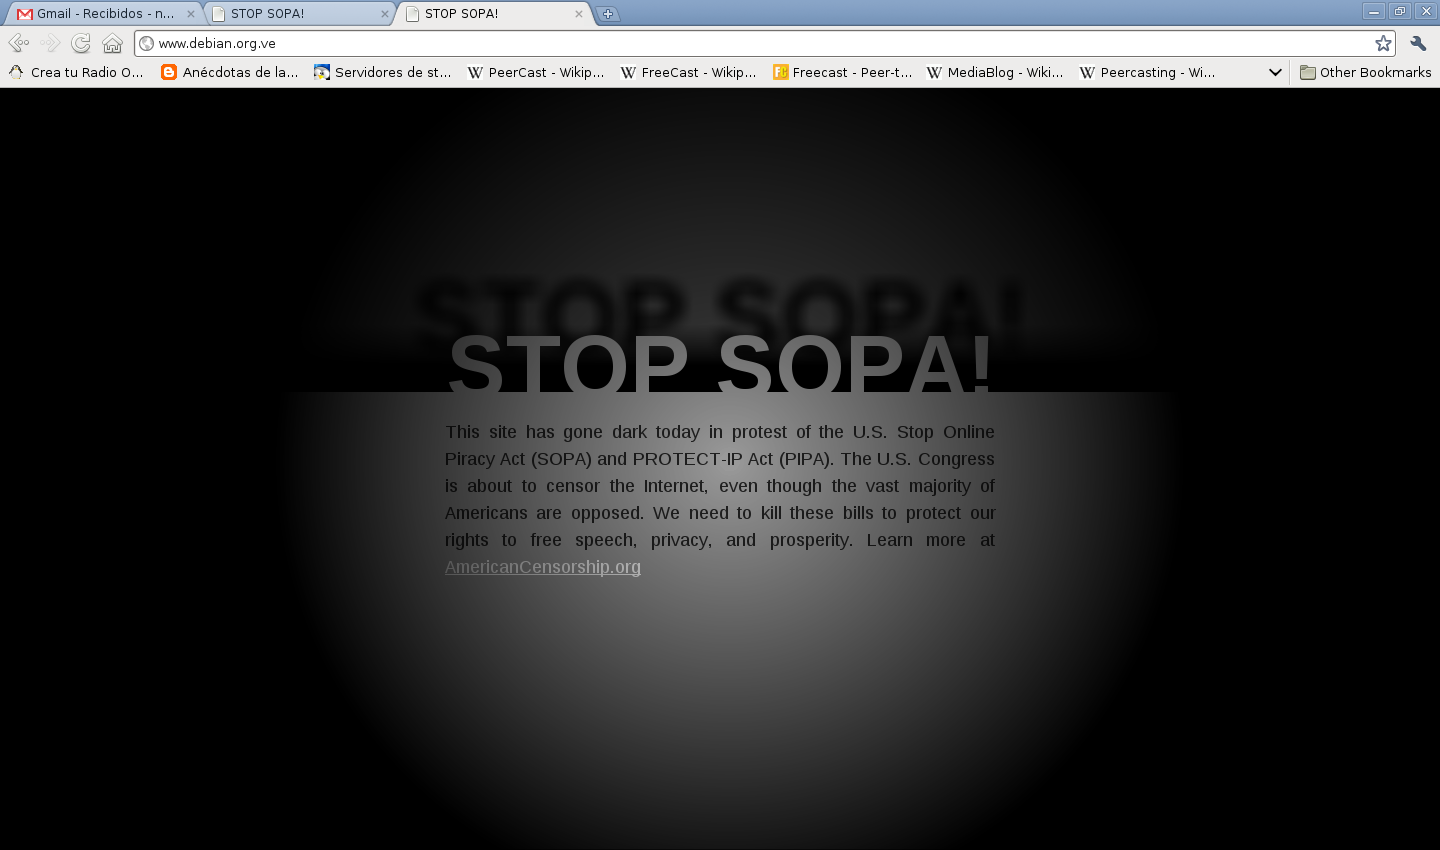 Gmail - Recibidos - n...
STOP SOPA!
STOP SOPA!
www.debian.org.ve
Crea tu Radio O...
Anécdotas de la...
Servidores de st...
PeerCast - Wikip...
FreeCast - Wikip...
Freecast - Peer-t...
MediaBlog - Wiki...
Peercasting - Wi...
Other Bookmarks
STOP SOPA!
STOP SOPA!
This site has gone dark today in protest of the U.S. Stop Online
Piracy Act (SOPA) and PROTECT-IP Act (PIPA). The U.S. Congress
is about to censor the Internet, even though the vast majority of
Americans are opposed. We need to kill these bills to protect our
rights to free speech, privacy, and prosperity. Learn more at
AmericanCensorship.org